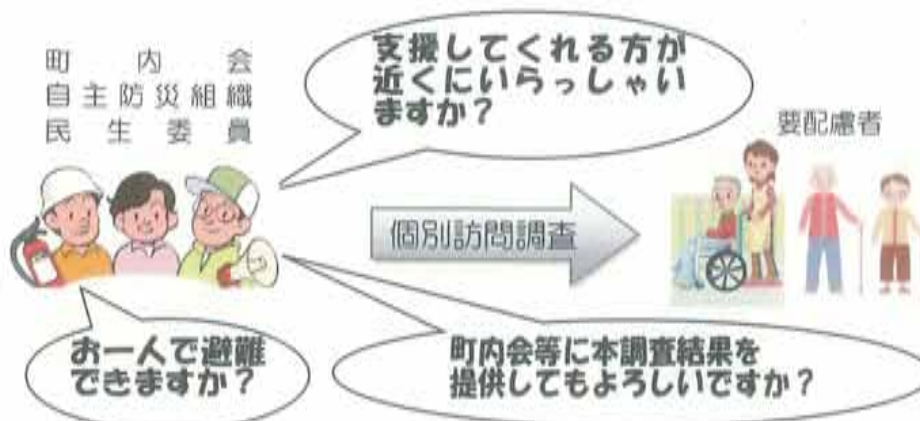 町内会
自主防災組織
民生委員
支援してくれる方が
近くにいらっしゃい
ますか？
要配慮者
個別訪問調査
お一人で避難
できますか？
町内会等に本調査結果を
提供してもよろしいですか？